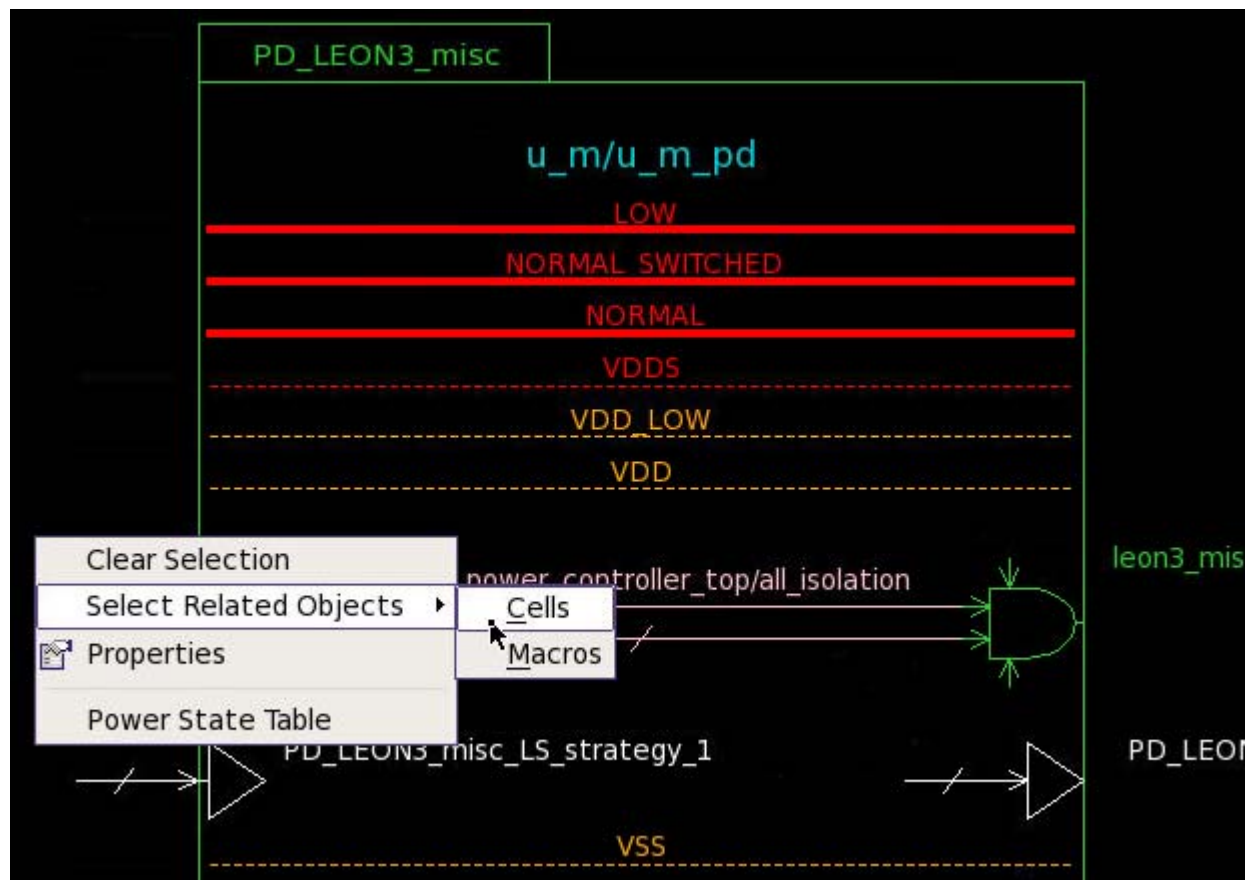 PD_LEON3_misc
u_m/u_m_pd
LOW
NORMAL_SWITCHED
NORMAL
VDDS
VDD_LOW
VDD
leon3_mis
Clear Selection
power_controller_top/all_isolation
Select Related Objects
Cells
Properties
Macros
Power State Table
PD_LEON3_misc_LS_strategy_1
PD_LEON
VSS